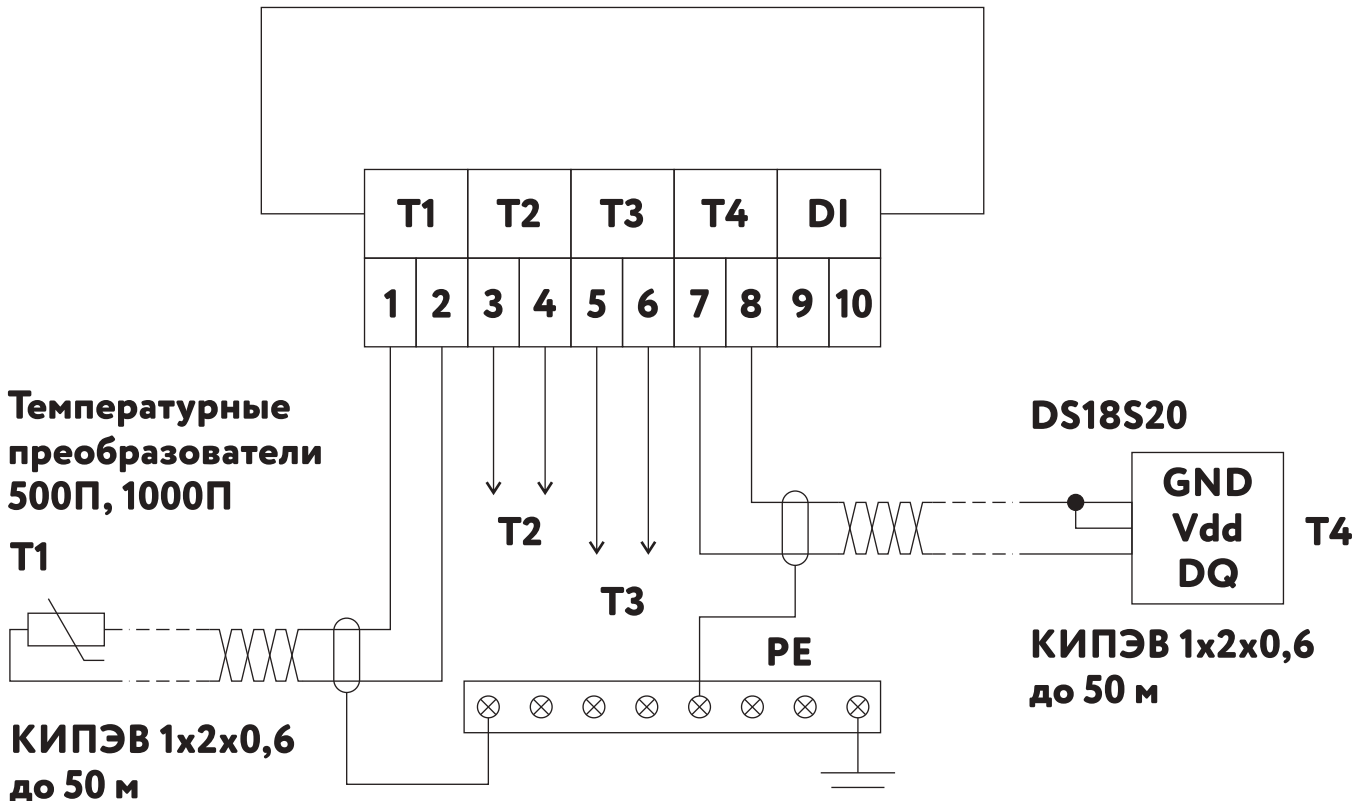 T1 T2 T3 T4 DI
1 2 3 4 5 6 7 8 9 10
Температурные
преобразователи
500П, 1000П
T1
T2
T3
DS18S20
GND
Vdd
DQ
T4
PE
КИПЭВ 1х2х0,6
до 50 м
КИПЭВ 1х2х0,6
до 50 м